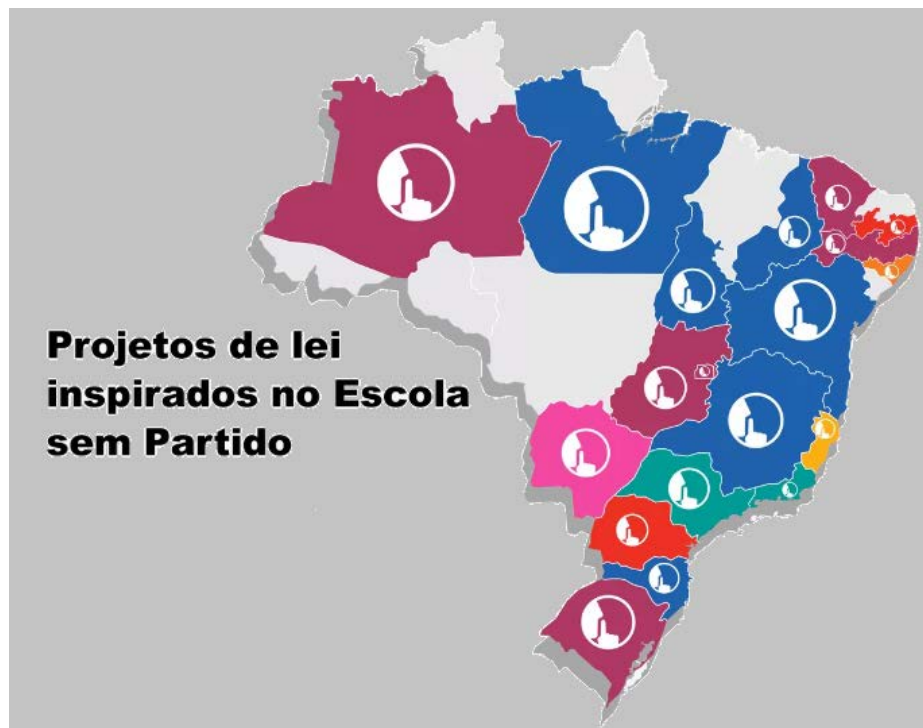 Projetos de lei
inspirados no Escola
sem Partido